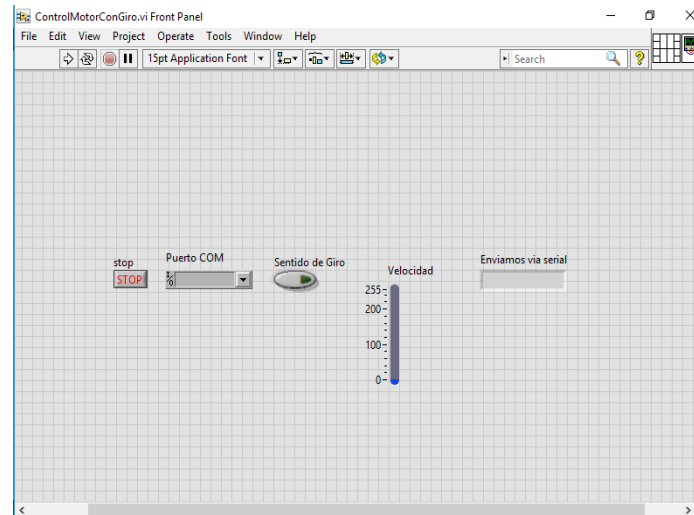 ControlMotorConGiro.vi Front Panel
File Edit View Project Operate Tools Window Help
15pt Application Font
Search
stop
STOP
Puerto COM
Sentido de Giro
Velocidad
255
200
100
0
Enviamos via serial